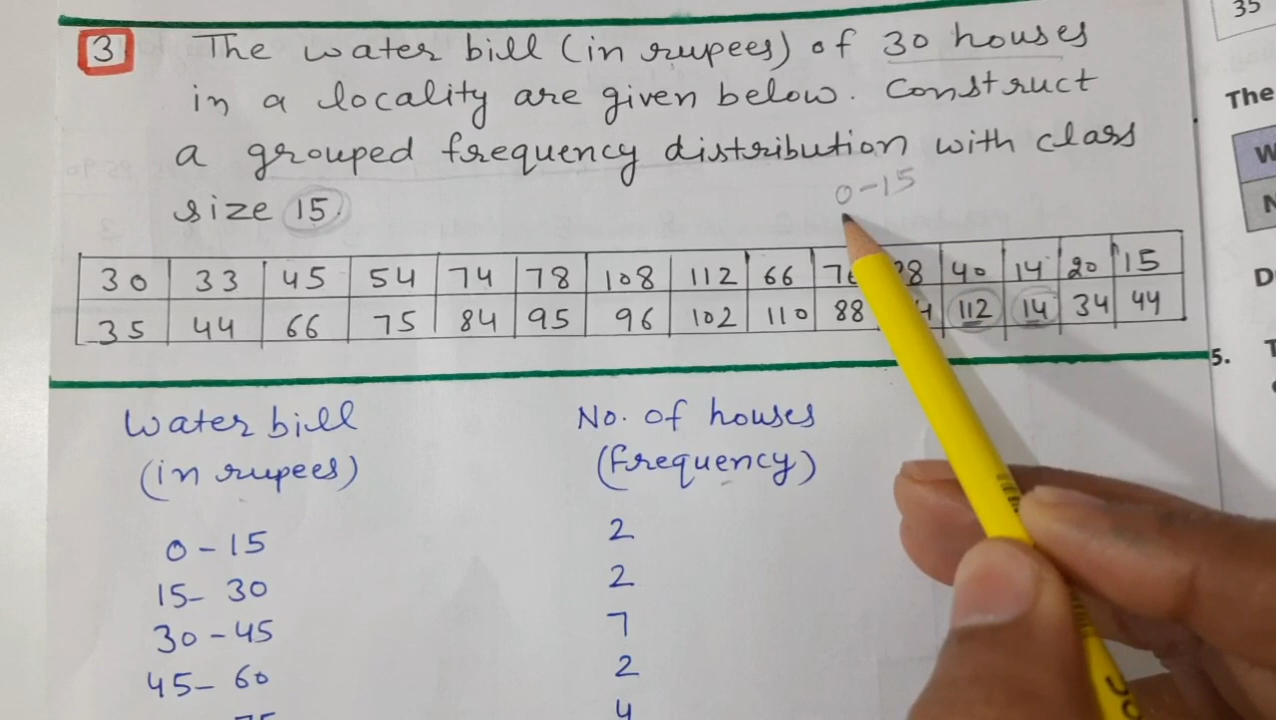 3. The water bill (in rupees) of 30 houses
in a locality are given below. Construct
a grouped frequency distribution with class
size 15.
0-15
30 33 45 54 74 78 108 112 66 40 14 20 15
35 44 66 75 84 95 96 102 110 88 112 14 34 44
Water bill No. of houses
(in rupees) (frequency)
0-15 2
15-30 2
30-45 7
45-60 2
75 4
35
The
5.